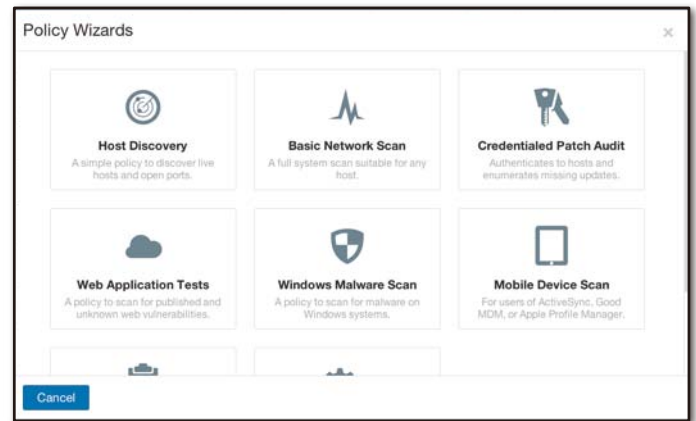 Policy Wizards
×
Host Discovery
A simple policy to discover live
hosts and open ports.
Basic Network Scan
A full system scan suitable for any
host.
Credentialed Patch Audit
Authenticates to hosts and
enumerates missing updates.
Web Application Tests
A policy to scan for published and
unknown web vulnerabilities.
Windows Malware Scan
A policy to scan for malware on
Windows systems.
Mobile Device Scan
For users of ActiveSync, Good
MDM, or Apple Profile Manager.
Cancel